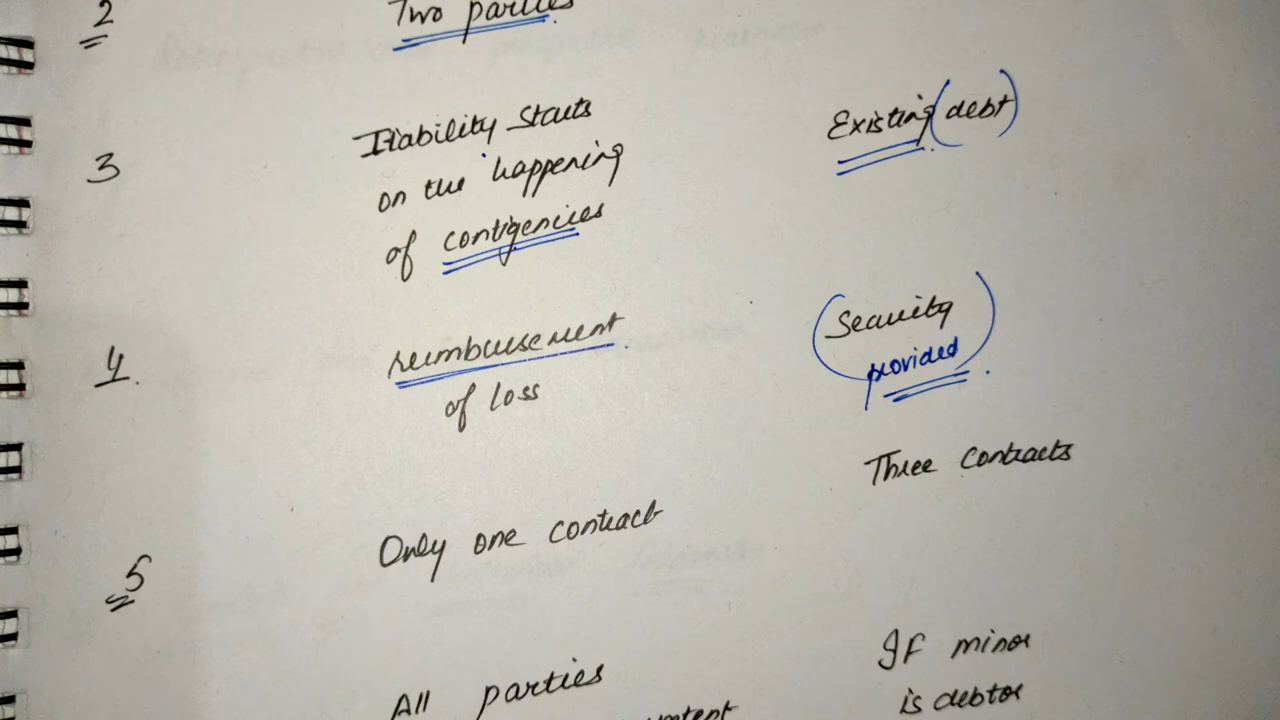 2 Two parties
3 Liability starts Existing (debt)
on the happening
of contigencies
4. reimbursement (Security
of loss provided)
Three contracts
Only one contract
5
All parties If minor
is debtor